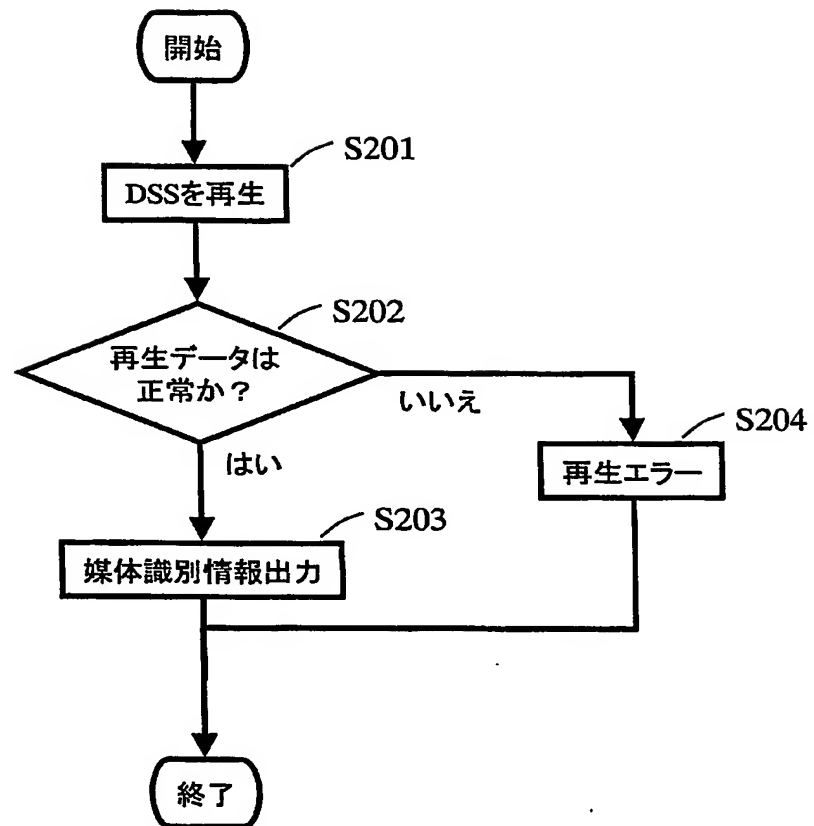 開始
S201
DSSを再生
S202
再生データは
正常か?
いいえ
はい
S204
再生エラー
S203
媒体識別情報出力
終了